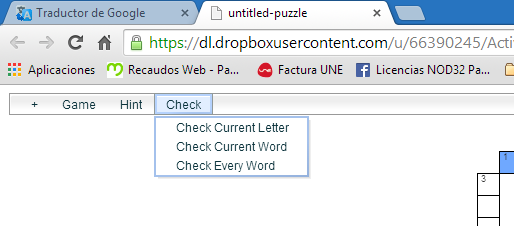 Traductor de Google
untitled-puzzle
https://dl.dropboxusercontent.com/u/66390245/Acti
Aplicaciones
Recaudos Web - Pa...
Factura UNE
Licencias NOD32 Pa
+ Game Hint Check
Check Current Letter
Check Current Word
Check Every Word
1
3